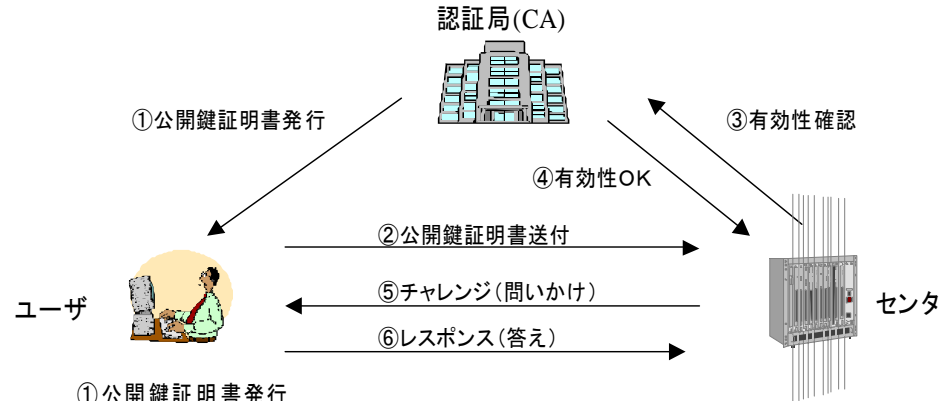 認証局(CA)
①公開鍵証明書発行
③有効性確認
④有効性OK
②公開鍵証明書送付
⑤チャレンジ(問いかけ)
ユーザ
センタ
⑥レスポンス(答え)
①公開鍵証明書発行